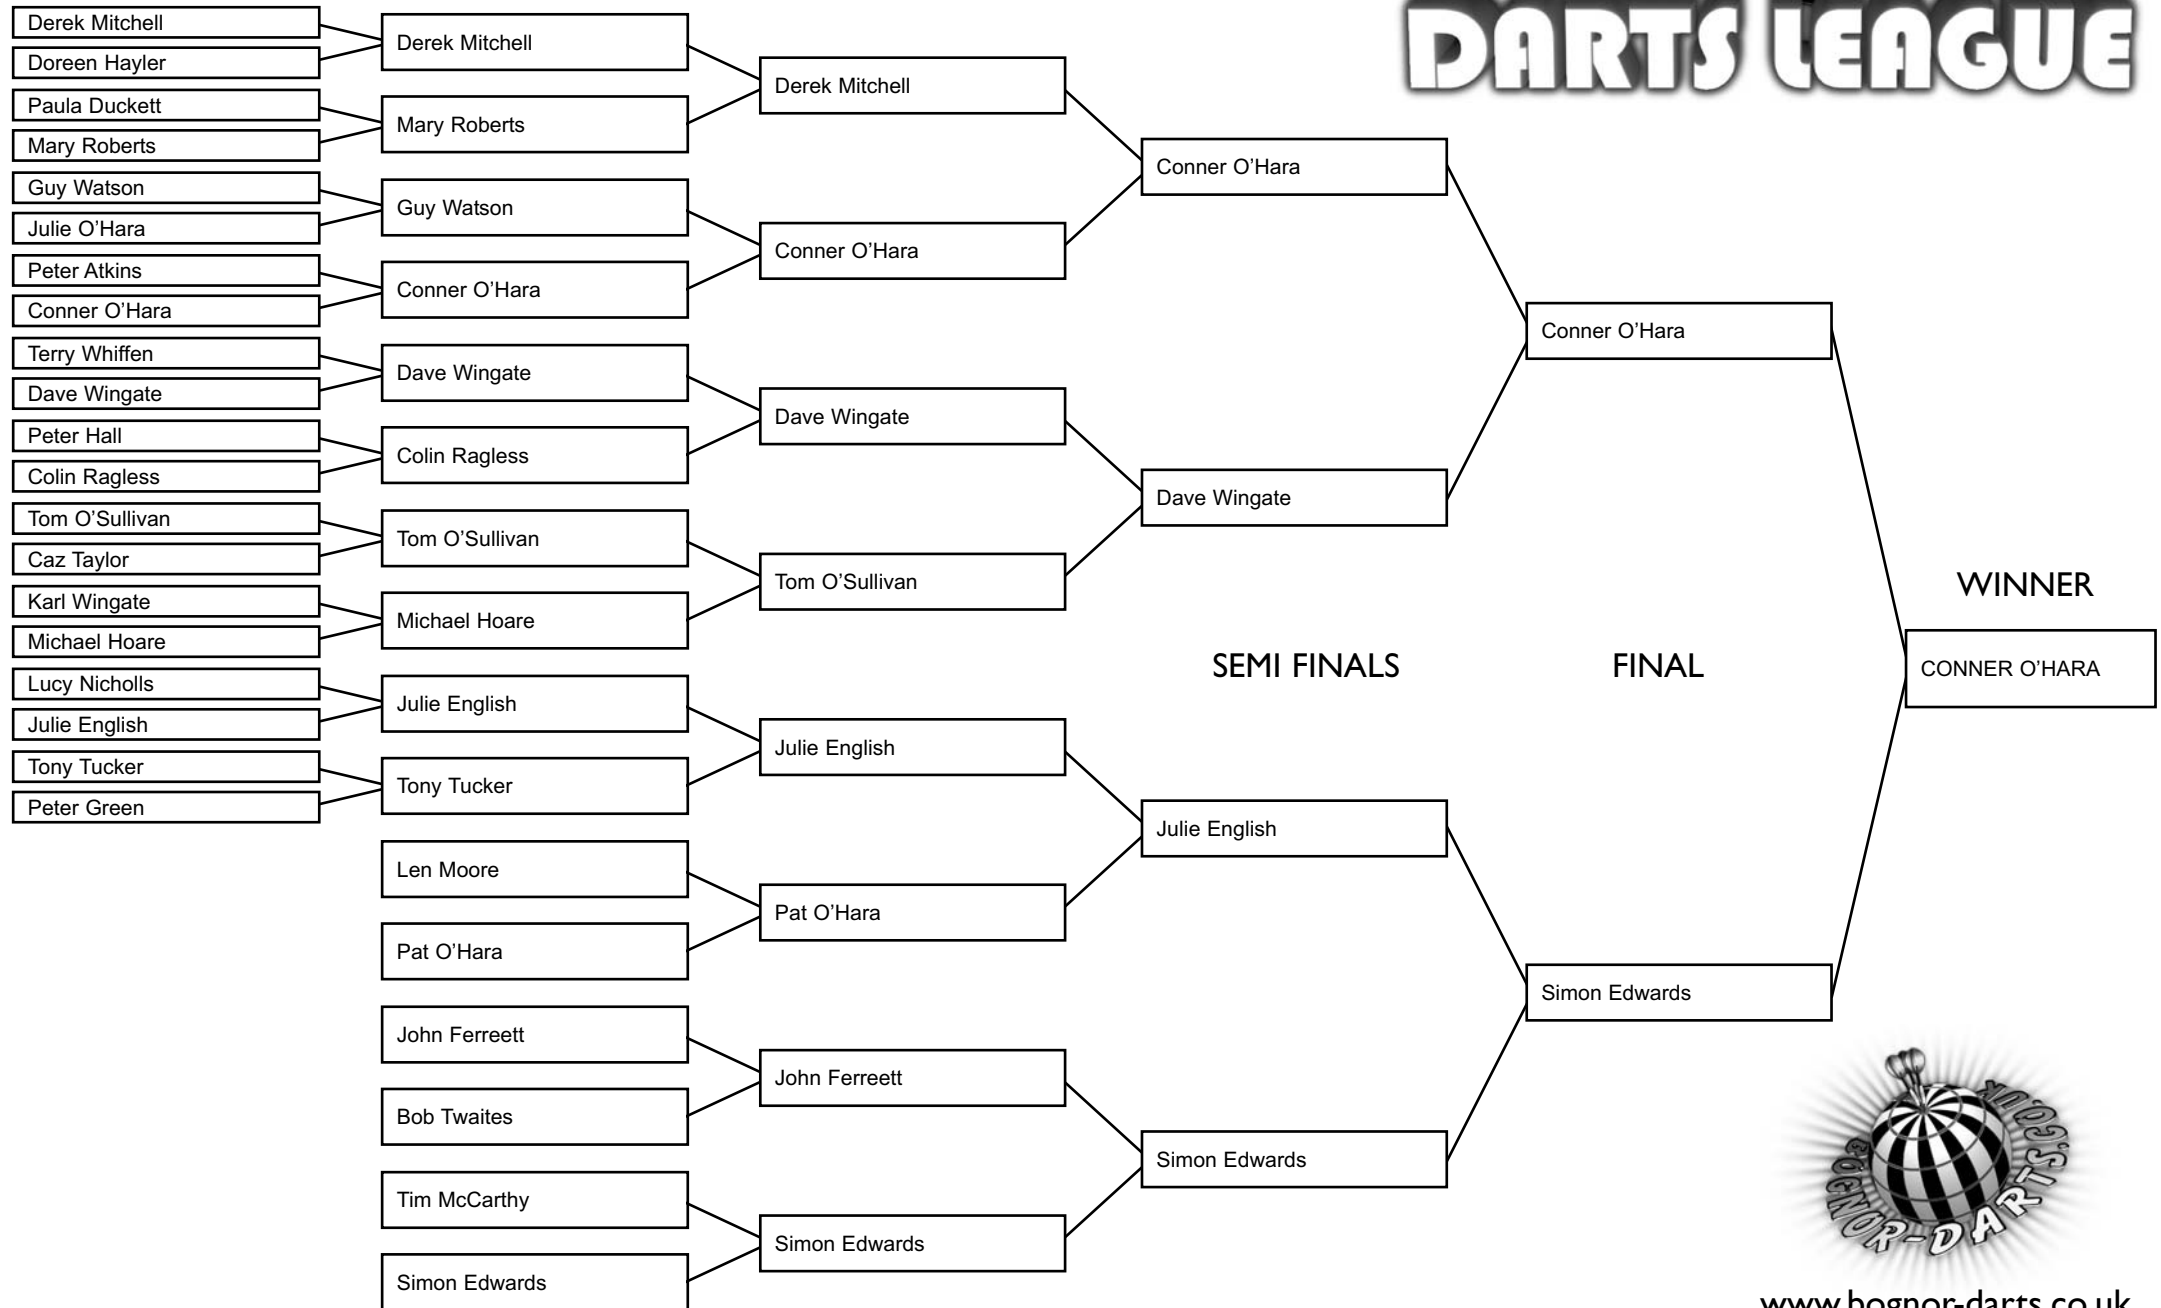 DARTS LEAGUE
Derek Mitchell
Doreen Hayler
Paula Duckett
Mary Roberts
Guy Watson
Julie O'Hara
Peter Atkins
Conner O'Hara
Terry Whiffen
Dave Wingate
Peter Hall
Colin Ragless
Tom O'Sullivan
Caz Taylor
Karl Wingate
Michael Hoare
Lucy Nicholls
Julie English
Tony Tucker
Peter Green
Derek Mitchell
Mary Roberts
Guy Watson
Conner O'Hara
Dave Wingate
Colin Ragless
Tom O'Sullivan
Michael Hoare
Julie English
Tony Tucker
Len Moore
Pat O'Hara
John Ferreett
Bob Twaites
Tim McCarthy
Simon Edwards
Derek Mitchell
Conner O'Hara
Dave Wingate
Tom O'Sullivan
Julie English
Pat O'Hara
John Ferreett
Simon Edwards
Conner O'Hara
Dave Wingate
SEMI FINALS
Julie English
Simon Edwards
Conner O'Hara
FINAL
Simon Edwards
WINNER
CONNER O'HARA
BOGNOR-DARTS.CO.UK
www.bognor-darts.co.uk